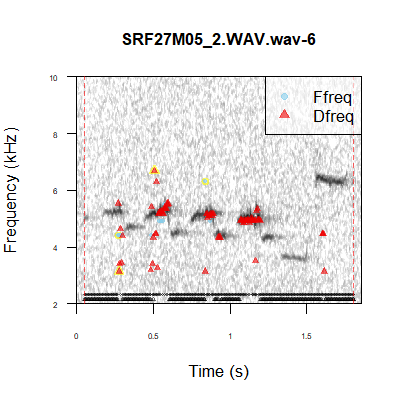 SRF27M05_2.WAV.wav-6
Ffreq
Dfreq
Frequency (kHz)
10
8
6
4
2
0
0.5
1
1.5
Time (s)